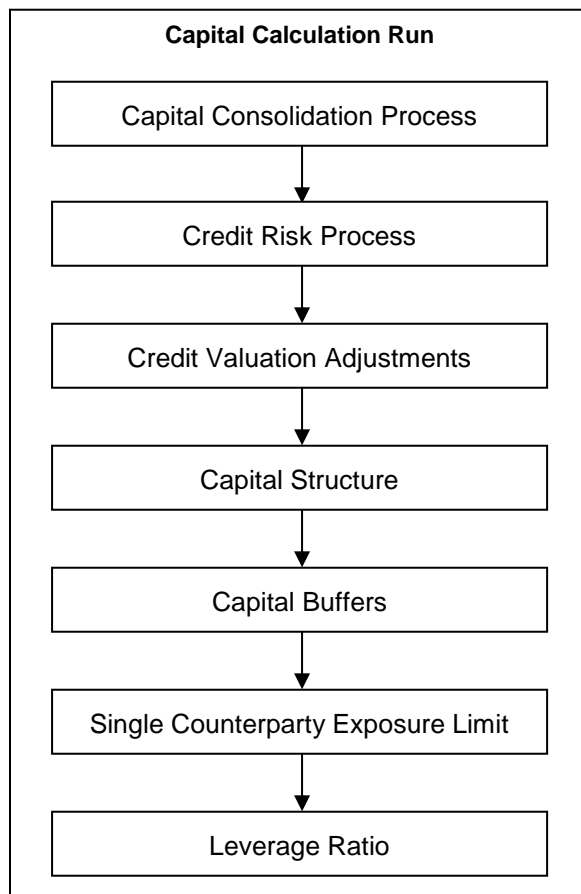 Capital Calculation Run
Capital Consolidation Process
Credit Risk Process
Credit Valuation Adjustments
Capital Structure
Capital Buffers
Single Counterparty Exposure Limit
Leverage Ratio